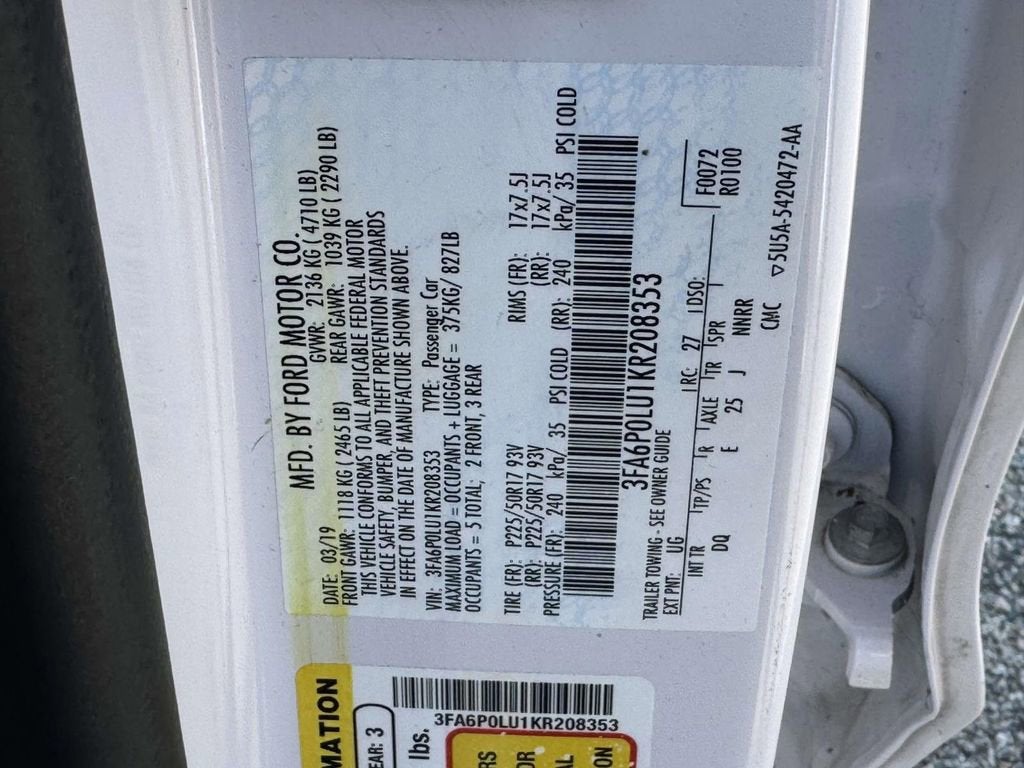 MFD. BY FORD MOTOR CO.
DATE: 03/19 GVWR: 2136 KG ( 4710 LB)
FRONT GAWR: 1118 KG ( 2465 LB) REAR GAWR: 1039 KG ( 2290 LB)
THIS VEHICLE CONFORMS TO ALL APPLICABLE FEDERAL MOTOR
VEHICLE SAFETY, BUMPER, AND THEFT PREVENTION STANDARDS
IN EFFECT ON THE DATE OF MANUFACTURE SHOWN ABOVE.
VIN: 3FA6P0LU1KR208353 TYPE: Passenger Car
MAXIMUM LOAD = OCCUPANTS + LUGGAGE = 375KG/ 827LB
OCCUPANTS = 5 TOTAL; 2 FRONT, 3 REAR
TIRE (FR): P225/50R17 93V RIMS (FR): 17x7.5J
(RR): P225/50R17 93V (RR): 17x7.5J
PRESSURE (FR): 240 kPa/ 35 PSI COLD (RR): 240 kPa/ 35 PSI COLD
3FA6P0LU1KR208353
TRAILER TOWING - SEE OWNER GUIDE
EXT PNT: UG RC: 27 DSO: F0072
INT TR TP/PS R AXLE TR SPR R0100
DQ E 25 J NNRR
CMC ▽5U5A-5420472-AA
3FA6P0LU1KR208353
MATION
EAR: 3
lbs.
RS
OR
AL
ON